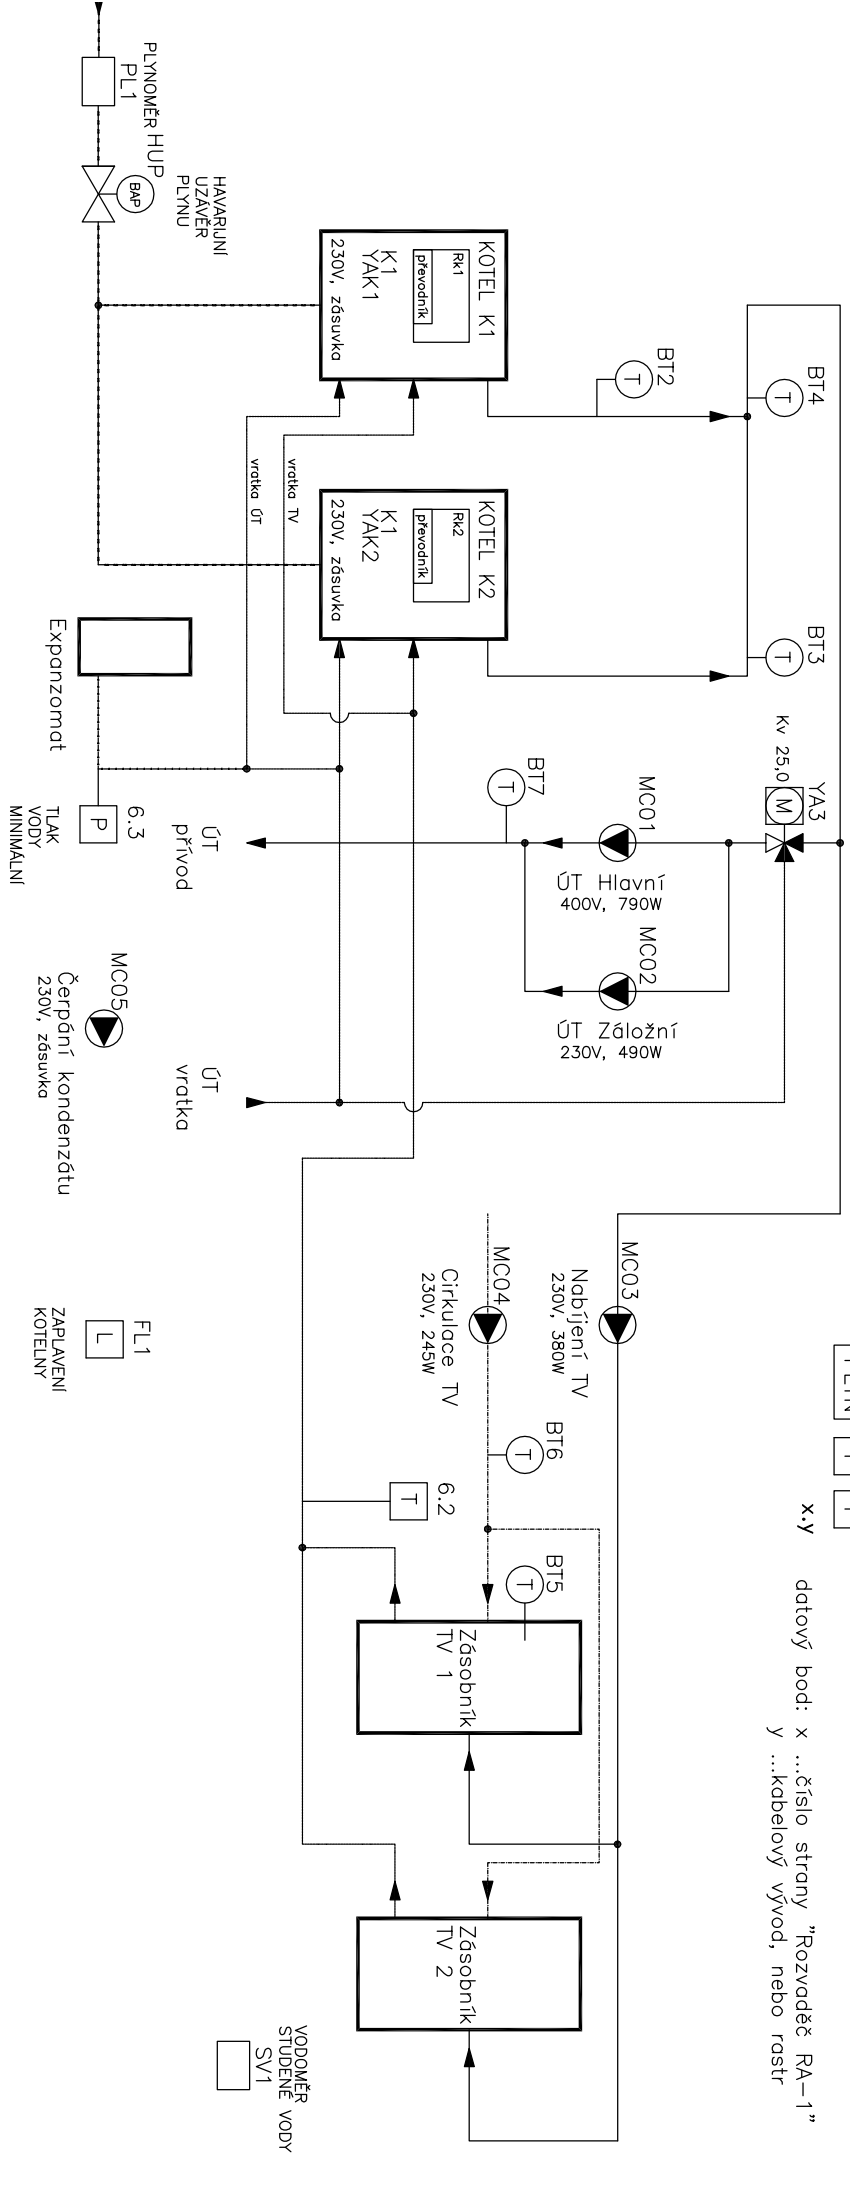 PLYNOMĚR HUP
PL1
BAP
HAVARIJNÍ
UZÁVĚR
PLYNU
KOTEL K1
Rk1
převodník
K1
YAK1
230V, zásuvka
BT2
BT4
vratka TV
vratka ÚT
KOTEL K2
Rk2
převodník
K1
YAK2
230V, zásuvka
BT3
T
T
T
Expanzomat
P
6.3
TLAK
VODY
MINIMÁLNÍ
ÚT
přívod
BT7
T
MC01
ÚT Hlavní
400V, 790W
YA3
M
Kv 25,0
MC02
ÚT Záložní
230V, 490W
MC05
Čerpání kondenzátu
230V, zásuvka
ÚT
vratka
MC03
Nabíjení TV
230V, 380W
MC04
Cirkulace TV
230V, 245W
FL1
L
ZAPLAVENÍ
KOTELNY
BT6
T
6.2
T
BT5
T
Zásobník
TV 1
Zásobník
TV 2
x.y datový bod: x ...číslo strany "Rozvaděč RA-1"
y ...kabelový vývod, nebo rastr
VODOMĚR
STUDENÉ VODY
SV1